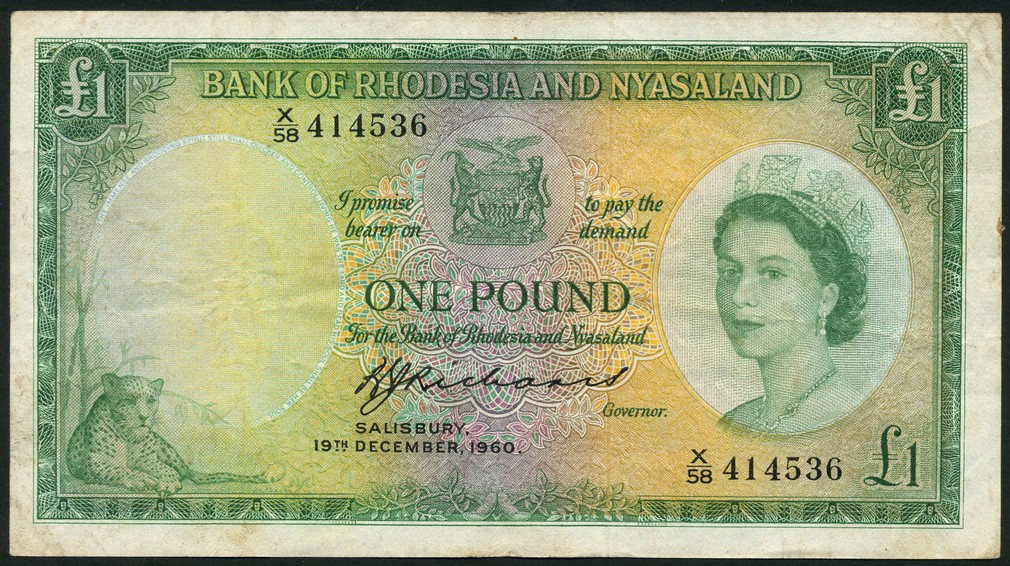 £1
BANK OF RHODESIA AND NYASALAND
£1
X/58 414536
I promise to pay the
bearer on demand
ONE POUND
For the Bank of Rhodesia and Nyasaland
RJRichards
Governor.
SALISBURY,
19TH DECEMBER, 1960.
X/58 414536 £1